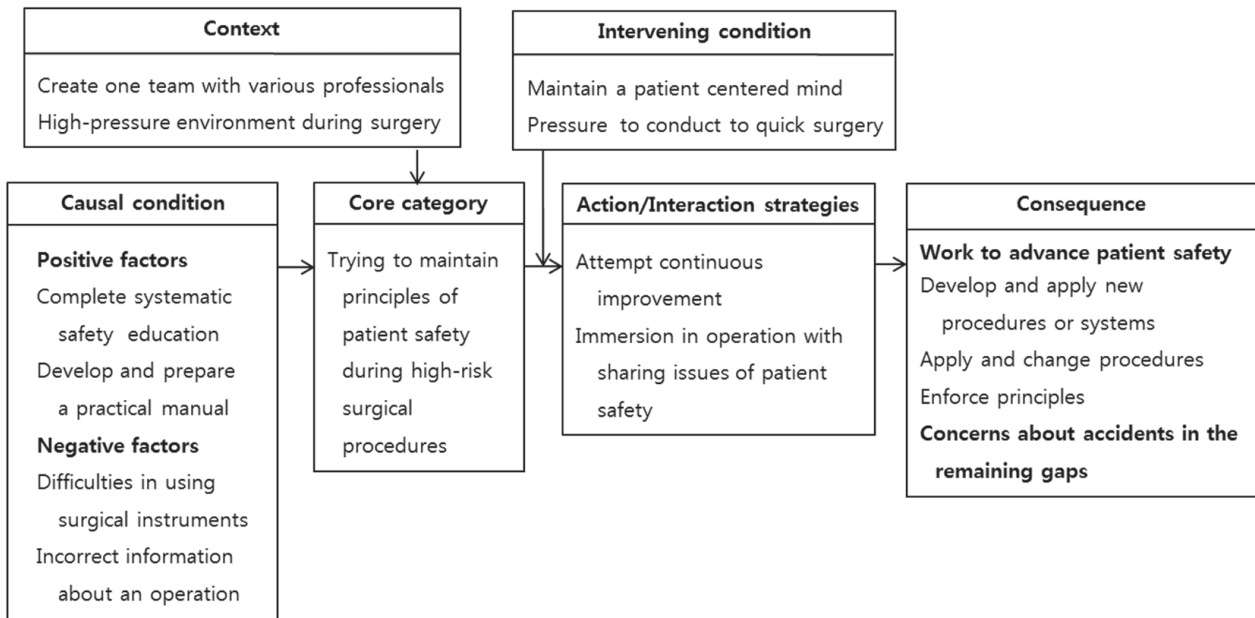 Context
Create one team with various professionals
High-pressure environment during surgery
Intervening condition
Maintain a patient centered mind
Pressure to conduct to quick surgery
Causal condition
Positive factors
Complete systematic
safety education
Develop and prepare
a practical manual
Negative factors
Difficulties in using
surgical instruments
Incorrect information
about an operation
Core category
Trying to maintain
principles of
patient safety
during high-risk
surgical
procedures
Action/Interaction strategies
Attempt continuous
improvement
Immersion in operation with
sharing issues of patient
safety
Consequence
Work to advance patient safety
Develop and apply new
procedures or systems
Apply and change procedures
Enforce principles
Concerns about accidents in the
remaining gaps